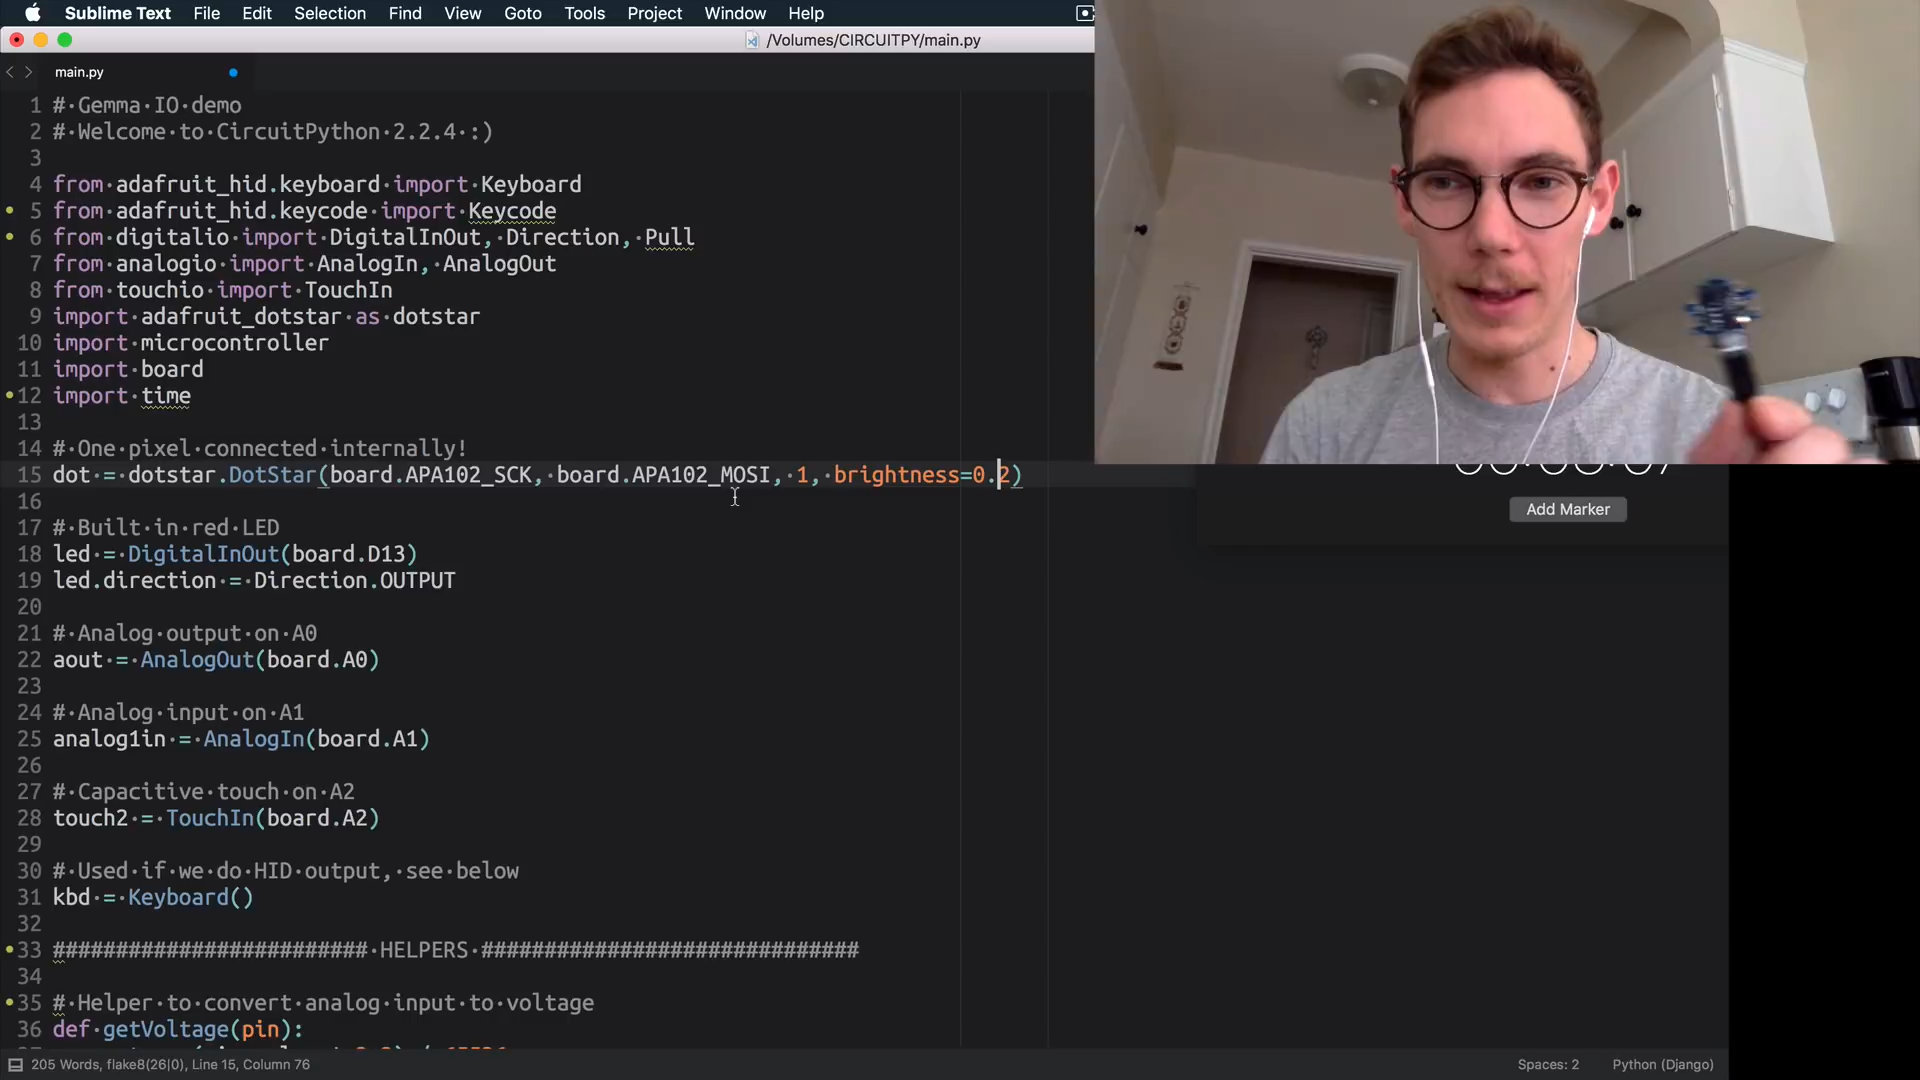 Sublime Text File Edit Selection Find View Goto Tools Project Window Help
/Volumes/CIRCUITPY/main.py
main.py
1 # Gemma IO demo
2 # Welcome to CircuitPython 2.2.4 :)
3
4 from adafruit_hid.keyboard import Keyboard
5 from adafruit_hid.keycode import Keycode
6 from digitalio import DigitalInOut, Direction, Pull
7 from analogio import AnalogIn, AnalogOut
8 from touchio import TouchIn
9 import adafruit_dotstar as dotstar
10 import microcontroller
11 import board
12 import time
13
14 # One pixel connected internally!
15 dot = dotstar.DotStar(board.APA102_SCK, board.APA102_MOSI, 1, brightness=0.2)
16
17 # Built in red LED
18 led = DigitalInOut(board.D13)
19 led.direction = Direction.OUTPUT
20
21 # Analog output on A0
22 aout = AnalogOut(board.A0)
23
24 # Analog input on A1
25 analog1in = AnalogIn(board.A1)
26
27 # Capacitive touch on A2
28 touch2 = TouchIn(board.A2)
29
30 # Used if we do HID output, see below
31 kbd = Keyboard()
32
33 ######################### HELPERS ##############################
34
35 # Helper to convert analog input to voltage
36 def getVoltage(pin):
Add Marker
205 Words, flake8(26|0), Line 15, Column 76
Spaces: 2 Python (Django)